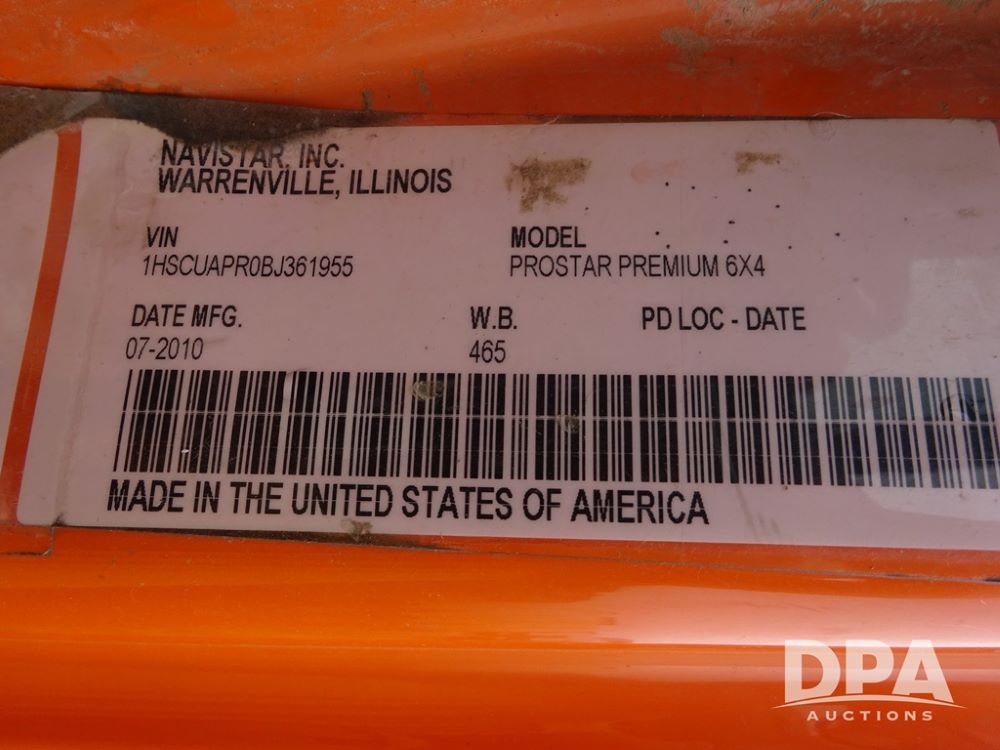 NAVISTAR, INC.
WARRENVILLE, ILLINOIS
VIN MODEL
1HSCUAPR0BJ361955 PROSTAR PREMIUM 6X4
DATE MFG. W.B. PD LOC - DATE
07-2010 465
MADE IN THE UNITED STATES OF AMERICA
DPA
AUCTIONS